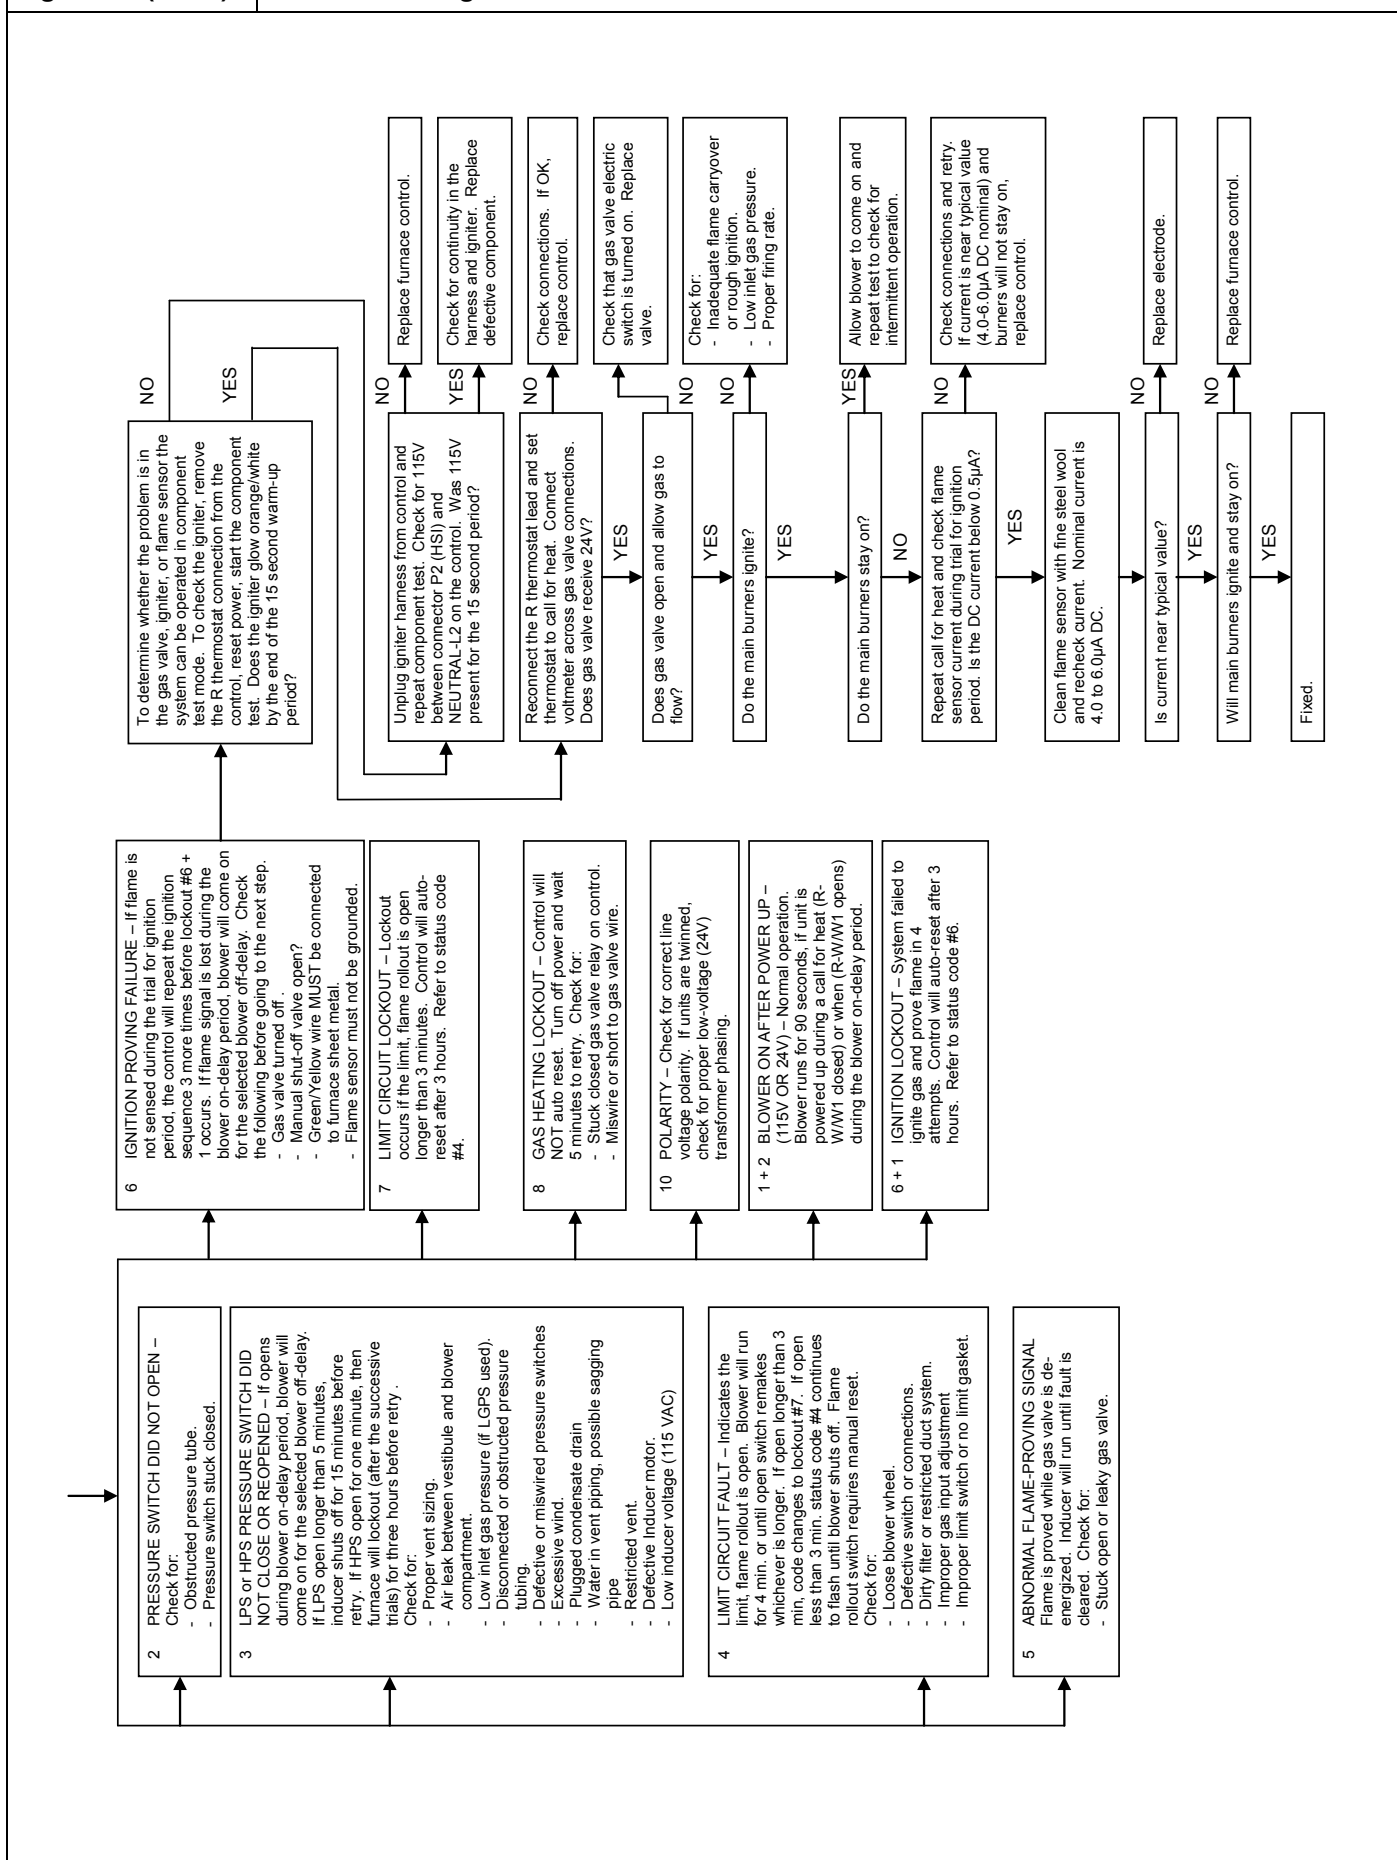 2 PRESSURE SWITCH DID NOT OPEN –
Check for:
- Obstructed pressure tube.
- Pressure switch stuck closed.
3 LPS or HPS PRESSURE SWITCH DID
NOT CLOSE OR REOPENED – If opens
during blower on-delay period, blower will
come on for the selected blower off-delay.
If LPS open longer than 5 minutes,
inducer shuts off for 15 minutes before
retry. If HPS open for one minute, then
furnace will lockout (after the successive
trials) for three hours before retry .
Check for:
- Proper vent sizing.
- Air leak between vestibule and blower
compartment.
- Low inlet gas pressure (if LGPS used).
- Disconnected or obstructed pressure
tubing.
- Defective or miswired pressure switches
- Excessive wind.
- Plugged condensate drain
- Water in vent piping, possible sagging
pipe
- Restricted vent.
- Defective Inducer motor.
- Low inducer voltage (115 VAC)
4 LIMIT CIRCUIT FAULT – Indicates the
limit, flame rollout is open. Blower will run
for 4 min. or until open switch remakes
whichever is longer. If open longer than 3
min, code changes to lockout #7. If open
less than 3 min. status code #4 continues
to flash until blower shuts off. Flame
rollout switch requires manual reset.
Check for:
- Loose blower wheel.
- Defective switch or connections.
- Dirty filter or restricted duct system.
- Improper gas input adjustment
- Improper limit switch or no limit gasket.
5 ABNORMAL FLAME-PROVING SIGNAL
Flame is proved while gas valve is de-
energized. Inducer will run until fault is
cleared. Check for:
- Stuck open or leaky gas valve.
6 IGNITION PROVING FAILURE – If flame is
not sensed during the trial for ignition
period, the control will repeat the ignition
sequence 3 more times before lockout #6 +
1 occurs. If flame signal is lost during the
blower on-delay period, blower will come on
for the selected blower off-delay. Check
the following before going to the next step.
- Gas valve turned off .
- Manual shut-off valve open?
- Green/Yellow wire MUST be connected
to furnace sheet metal.
- Flame sensor must not be grounded.
7 LIMIT CIRCUIT LOCKOUT – Lockout
occurs if the limit, flame rollout is open
longer than 3 minutes. Control will auto-
reset after 3 hours. Refer to status code
#4.
8 GAS HEATING LOCKOUT – Control will
NOT auto reset. Turn off power and wait
5 minutes to retry. Check for:
- Stuck closed gas valve relay on control.
- Miswire or short to gas valve wire.
10 POLARITY – Check for correct line
voltage polarity. If units are twinned,
check for proper low-voltage (24V)
transformer phasing.
1 + 2 BLOWER ON AFTER POWER UP –
(115V OR 24V) – Normal operation.
Blower runs for 90 seconds, if unit is
powered up during a call for heat (R-
W/W1 closed) or when (R-W/W1 opens)
during the blower on-delay period.
6 + 1 IGNITION LOCKOUT – System failed to
ignite gas and prove flame in 4
attempts. Control will auto-reset after 3
hours. Refer to status code #6.
To determine whether the problem is in
the gas valve, igniter, or flame sensor the
system can be operated in component
test mode. To check the igniter, remove
the R thermostat connection from the
control, reset power, start the component
test. Does the igniter glow orange/white
by the end of the 15 second warm-up
period?
NO
YES
Unplug igniter harness from control and
repeat component test. Check for 115V
between connector P2 (HSI) and
NEUTRAL-L2 on the control. Was 115V
present for the 15 second period?
NO
Replace furnace control.
YES
Check for continuity in the
harness and igniter. Replace
defective component.
Reconnect the R thermostat lead and set
thermostat to call for heat. Connect
voltmeter across gas valve connections.
Does gas valve receive 24V?
NO
Check connections. If OK,
replace control.
YES
Does gas valve open and allow gas to
flow?
NO
Check that gas valve electric
switch is turned on. Replace
valve.
YES
Do the main burners ignite?
NO
Check for:
- Inadequate flame carryover
or rough ignition.
- Low inlet gas pressure.
- Proper firing rate.
YES
Do the main burners stay on?
YES
Allow blower to come on and
repeat test to check for
intermittent operation.
NO
Repeat call for heat and check flame
sensor current during trial for ignition
period. Is the DC current below 0.5µA?
NO
Check connections and retry.
If current is near typical value
(4.0-6.0µA DC nominal) and
burners will not stay on,
replace control.
YES
Clean flame sensor with fine steel wool
and recheck current. Nominal current is
4.0 to 6.0µA DC.
Is current near typical value?
NO
Replace electrode.
YES
Will main burners ignite and stay on?
NO
Replace furnace control.
YES
Fixed.